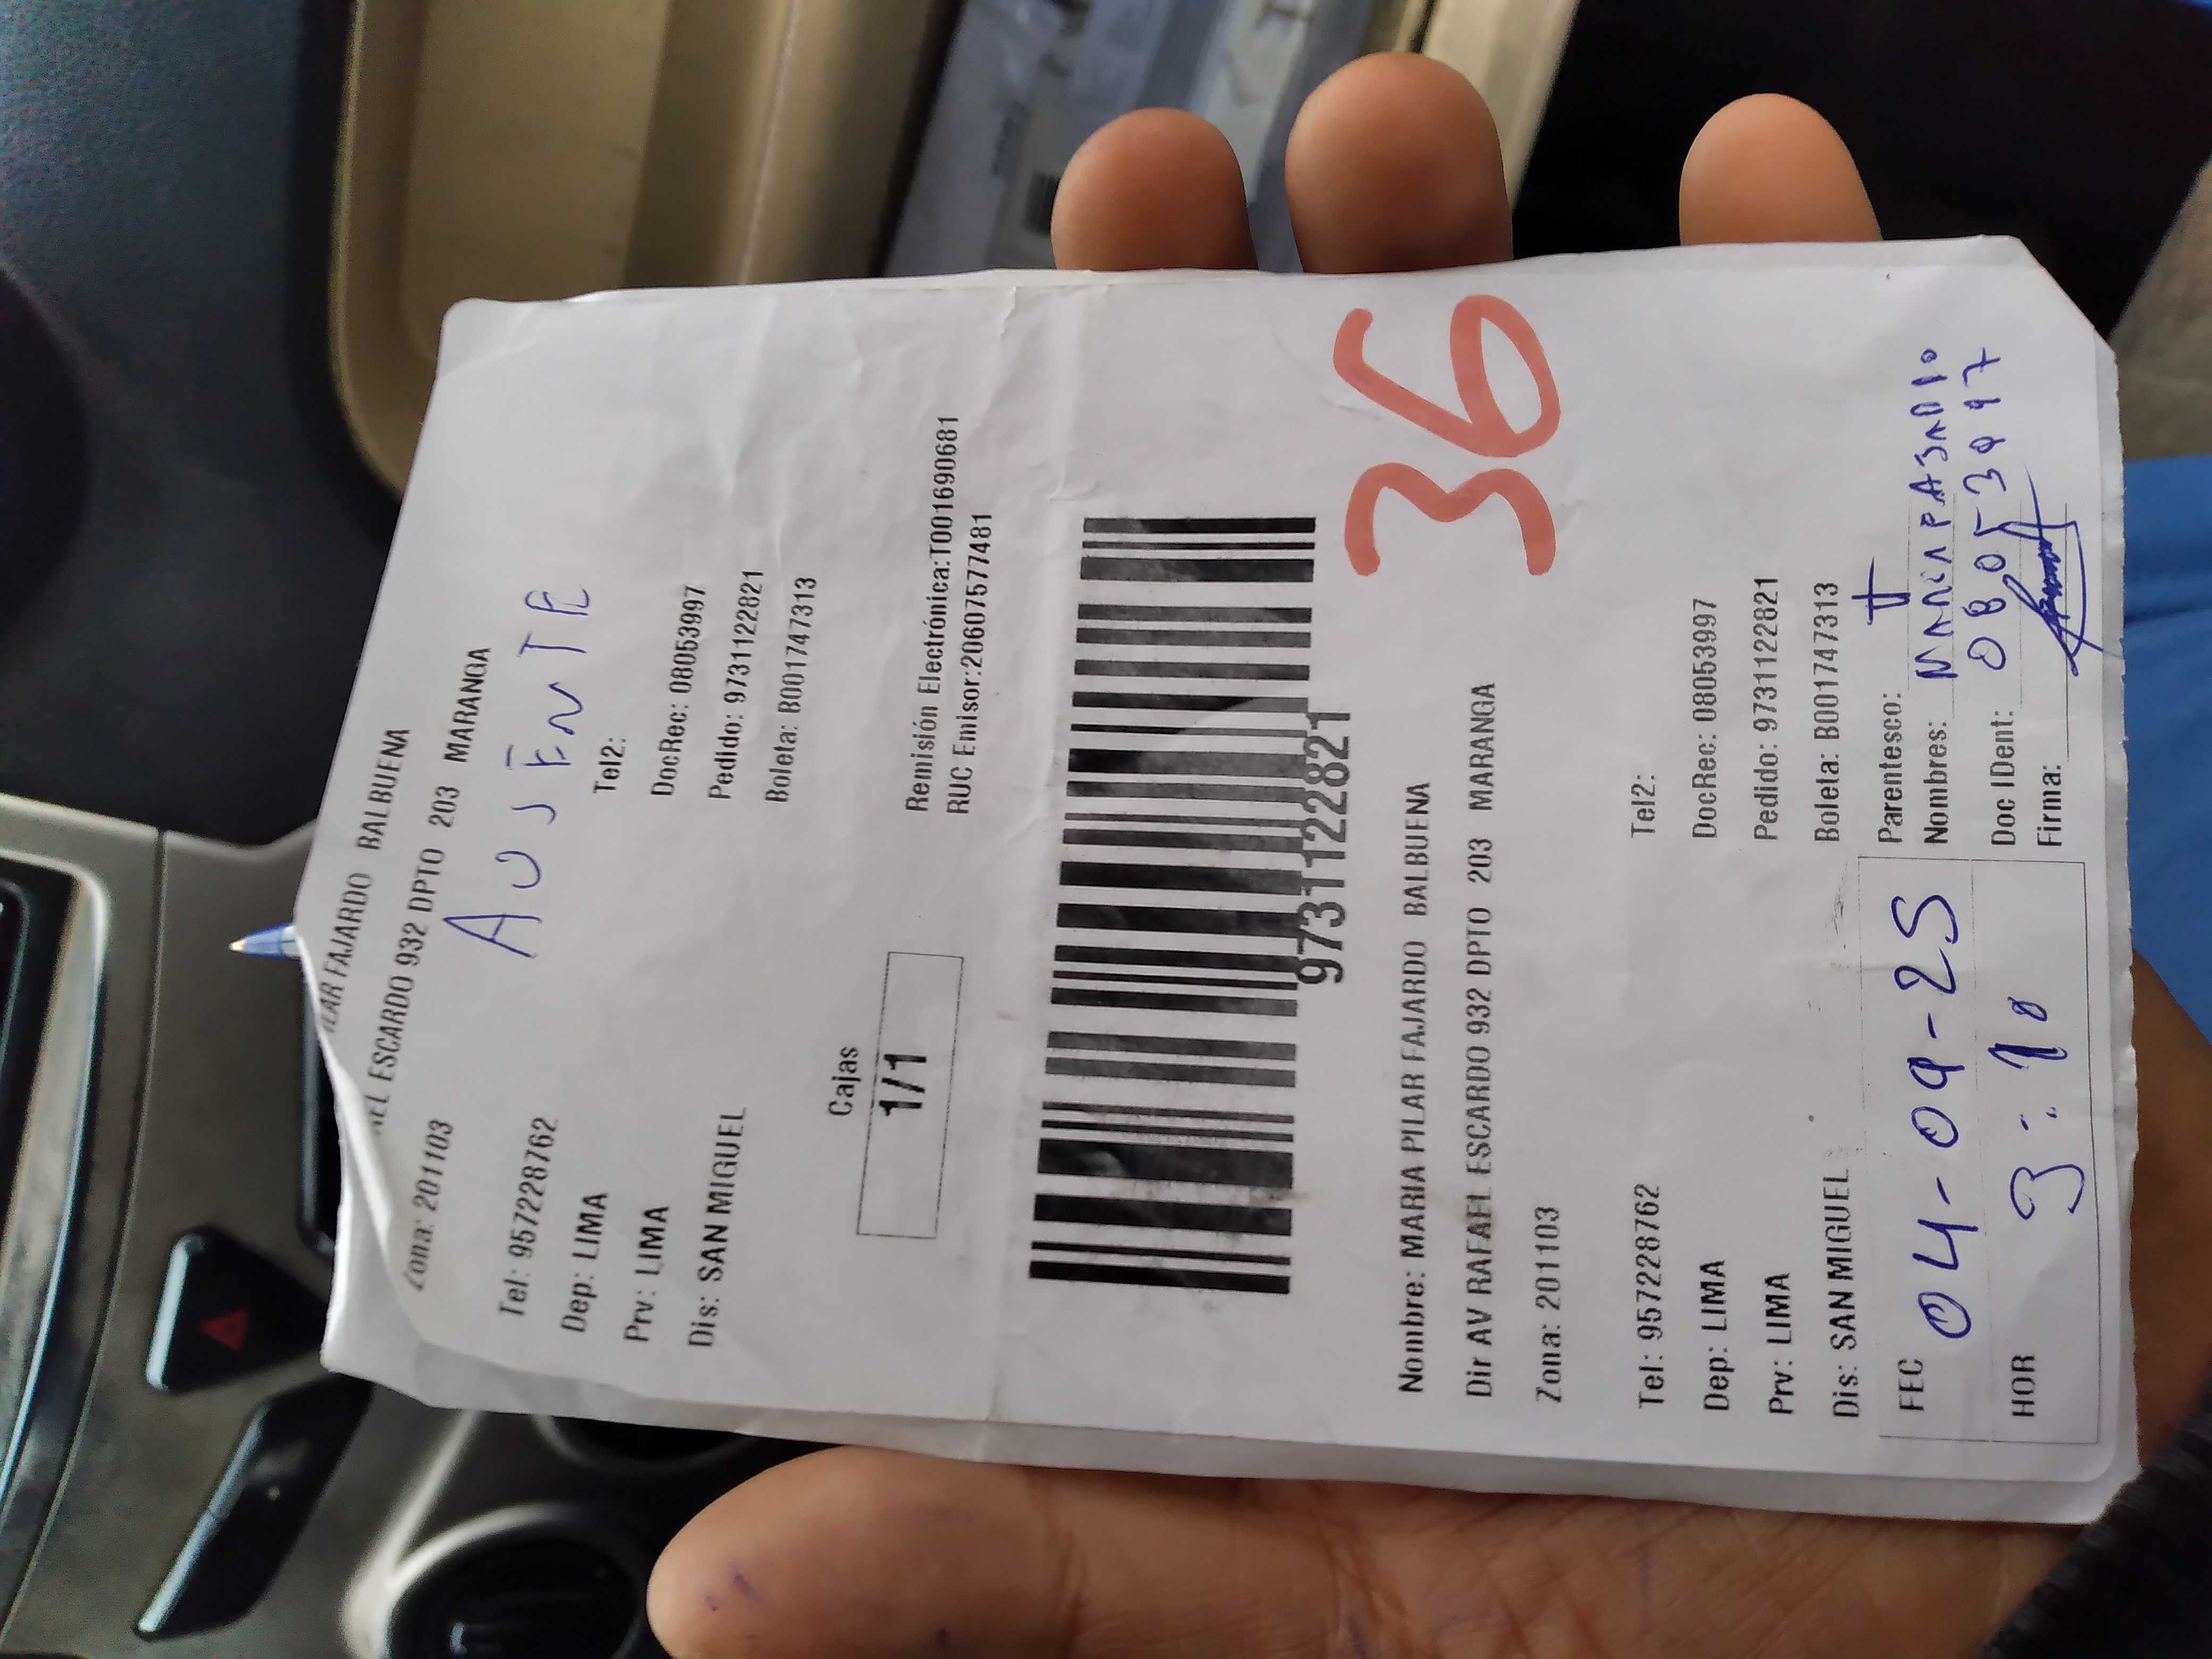 LAR FAJARDO BALBUENA
AEL ESCARDO 932 DPTO 203 MARANGA
Zona: 201103
AUSENTE
Tel: 957228762 Tel2:
Dep: LIMA DocRec: 08053997
Prv: LIMA Pedido: 9731122821
Dis: SAN MIGUEL Boleta: B001747313
Cajas
1/1
Remisión Electrónica:T001690681
RUC Emisor:20607577481
9731122821
36
Nombre: MARIA PILAR FAJARDO BALBUENA
Dir AV RAFAEL ESCARDO 932 DPTO 203 MARANGA
Zona: 201103
Tel: 957228762 Tel2:
Dep: LIMA DocRec: 08053997
Prv: LIMA Pedido: 9731122821
Dis: SAN MIGUEL Boleta: B001747313
FEC 04-09-25 Parentesco: TT
Nombres: MARIA FAJARDO
HOR 3:10 Doc IDent: 08053997
Firma: